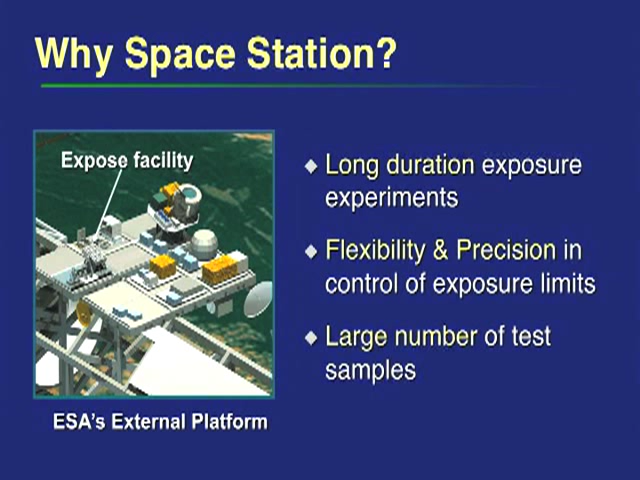 Why Space Station?
Expose facility
ESA's External Platform
Long duration exposure
experiments
Flexibility & Precision in
control of exposure limits
Large number of test
samples